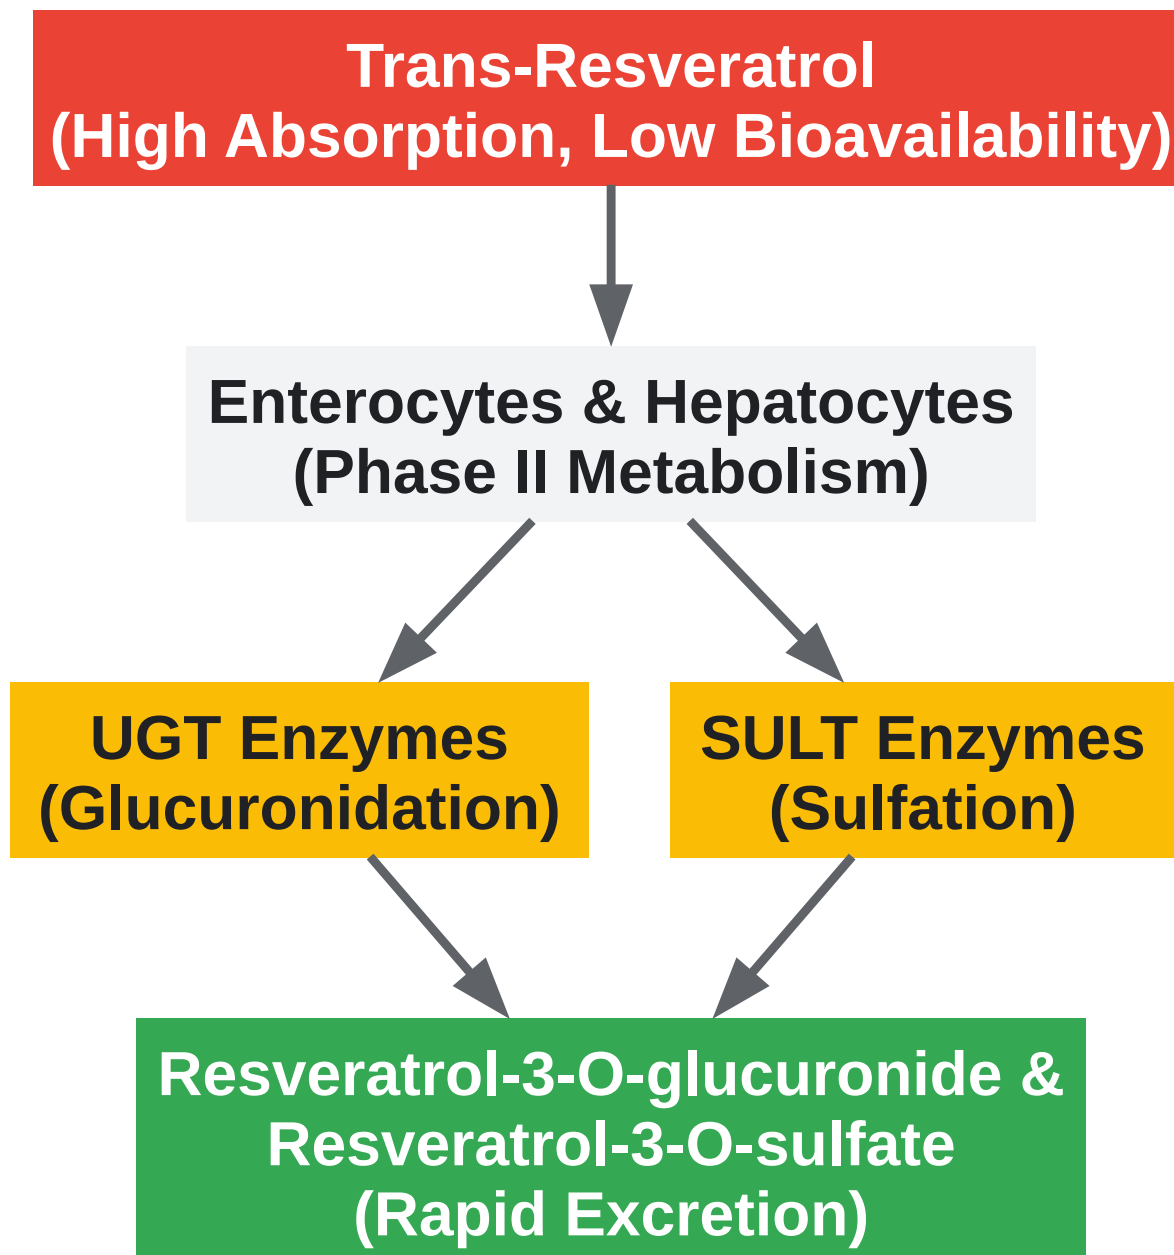 Trans-Resveratrol
(High Absorption, Low Bioavailability)
Enterocytes & Hepatocytes
(Phase II Metabolism)
UGT Enzymes
(Glucuronidation)
SULT Enzymes
(Sulfation)
Resveratrol-3-O-glucuronide &
Resveratrol-3-O-sulfate
(Rapid Excretion)